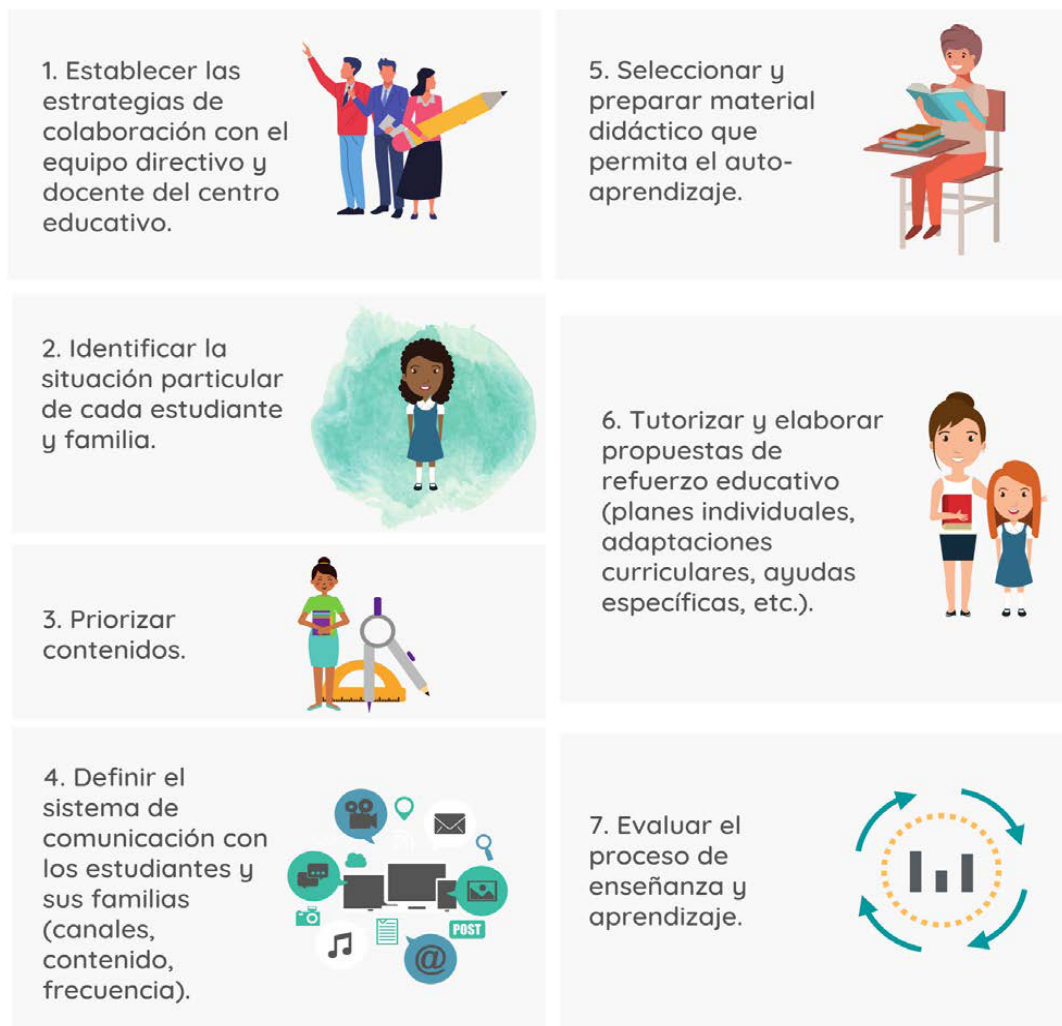 1. Establecer las
estrategias de
colaboración con el
equipo directivo y
docente del centro
educativo.
2. Identificar la
situación particular
de cada estudiante
y familia.
3. Priorizar
contenidos.
4. Definir el
sistema de
comunicación con
los estudiantes y
sus familias
(canales,
contenido,
frecuencia).
POST
@
5. Seleccionar y
preparar material
didáctico que
permita el auto-
aprendizaje.
6. Tutorizar y elaborar
propuestas de
refuerzo educativo
(planes individuales,
adaptaciones
curriculares, ayudas
específicas, etc.).
7. Evaluar el
proceso de
enseñanza y
aprendizaje.